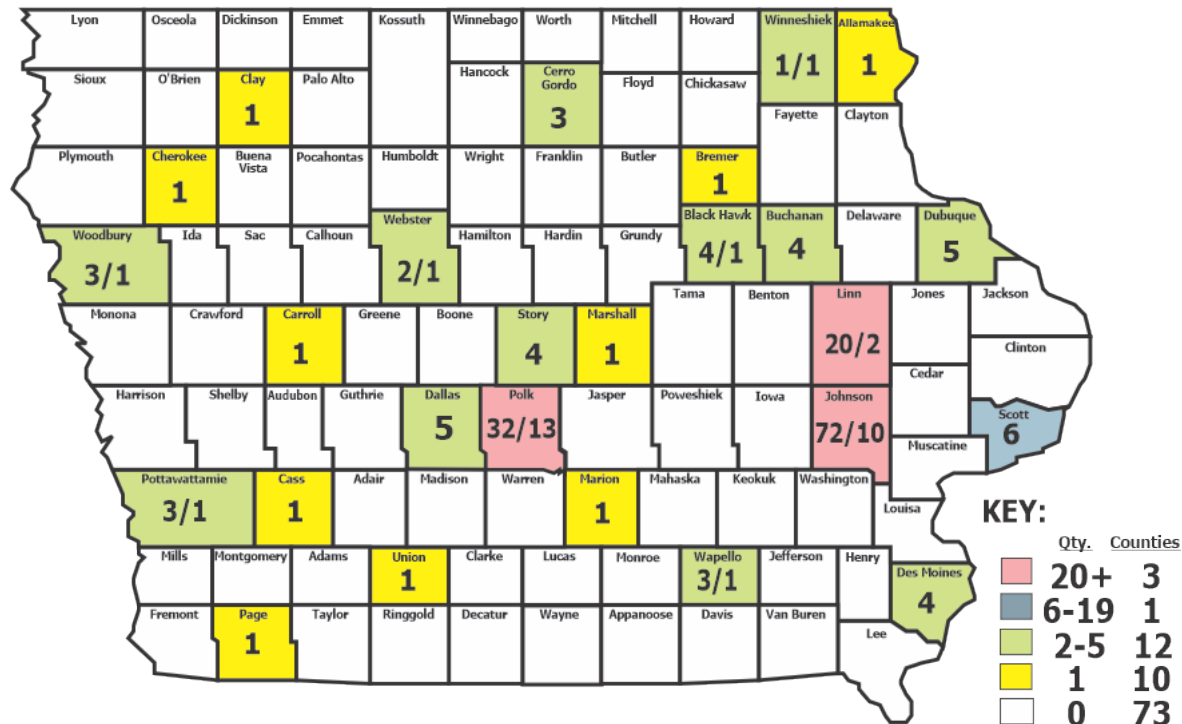 Lyon
Osceola
Dickinson
Emmet
Kossuth
Winnebago
Worth
Mitchell
Howard
Winneshiek
1/1
Allamakee
1
Sioux
O'Brien
Clay
1
Palo Alto
Hancock
Cerro
Gordo
3
Floyd
Chickasaw
Fayette
Clayton
Plymouth
Cherokee
1
Buena
Vista
Pocahontas
Humboldt
Wright
Franklin
Butler
Bremer
1
Woodbury
3/1
Ida
Sac
Calhoun
Webster
2/1
Hamilton
Hardin
Grundy
Black Hawk
4/1
Buchanan
4
Delaware
Dubuque
5
Monona
Crawford
Carroll
1
Greene
Boone
Story
4
Marshall
1
Tama
Benton
Linn
20/2
Jones
Jackson
Clinton
Cedar
Harrison
Shelby
Audubon
Guthrie
Dallas
5
Polk
32/13
Jasper
Poweshiek
Iowa
Johnson
72/10
Scott
6
Muscatine
Pottawattamie
3/1
Cass
1
Adair
Madison
Warren
Marion
1
Mahaska
Keokuk
Washington
Louisa
Mills
Montgomery
Adams
Union
1
Clarke
Lucas
Monroe
Wapello
3/1
Jefferson
Henry
Des Moines
4
Fremont
Page
1
Taylor
Ringgold
Decatur
Wayne
Appanoose
Davis
Van Buren
Lee
KEY:
Qty. Counties
20+ 3
6-19 1
2-5 12
1 10
0 73